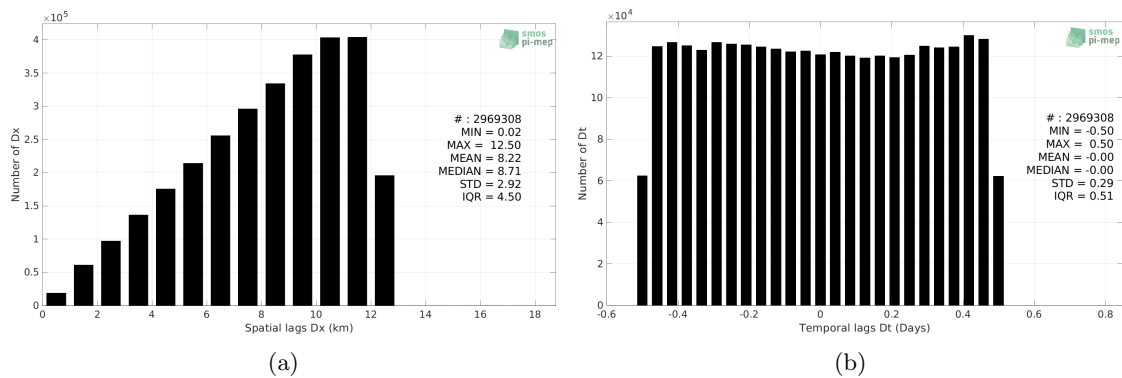 ×10⁵
4
3.5
3
2.5
2
1.5
1
0.5
0
Number of Dx
0 2 4 6 8 10 12 14 16 18
Spatial lags Dx (km)
smos
pi-mep
# : 2969308
MIN = 0.02
MAX = 12.50
MEAN = 8.22
MEDIAN = 8.71
STD = 2.92
IQR = 4.50
(a)
×10⁴
12
10
8
6
4
2
0
Number of Dt
-0.6 -0.4 -0.2 0 0.2 0.4 0.6 0.8
Temporal lags Dt (Days)
smos
pi-mep
# : 2969308
MIN = -0.50
MAX = 0.50
MEAN = -0.00
MEDIAN = -0.00
STD = 0.29
IQR = 0.51
(b)